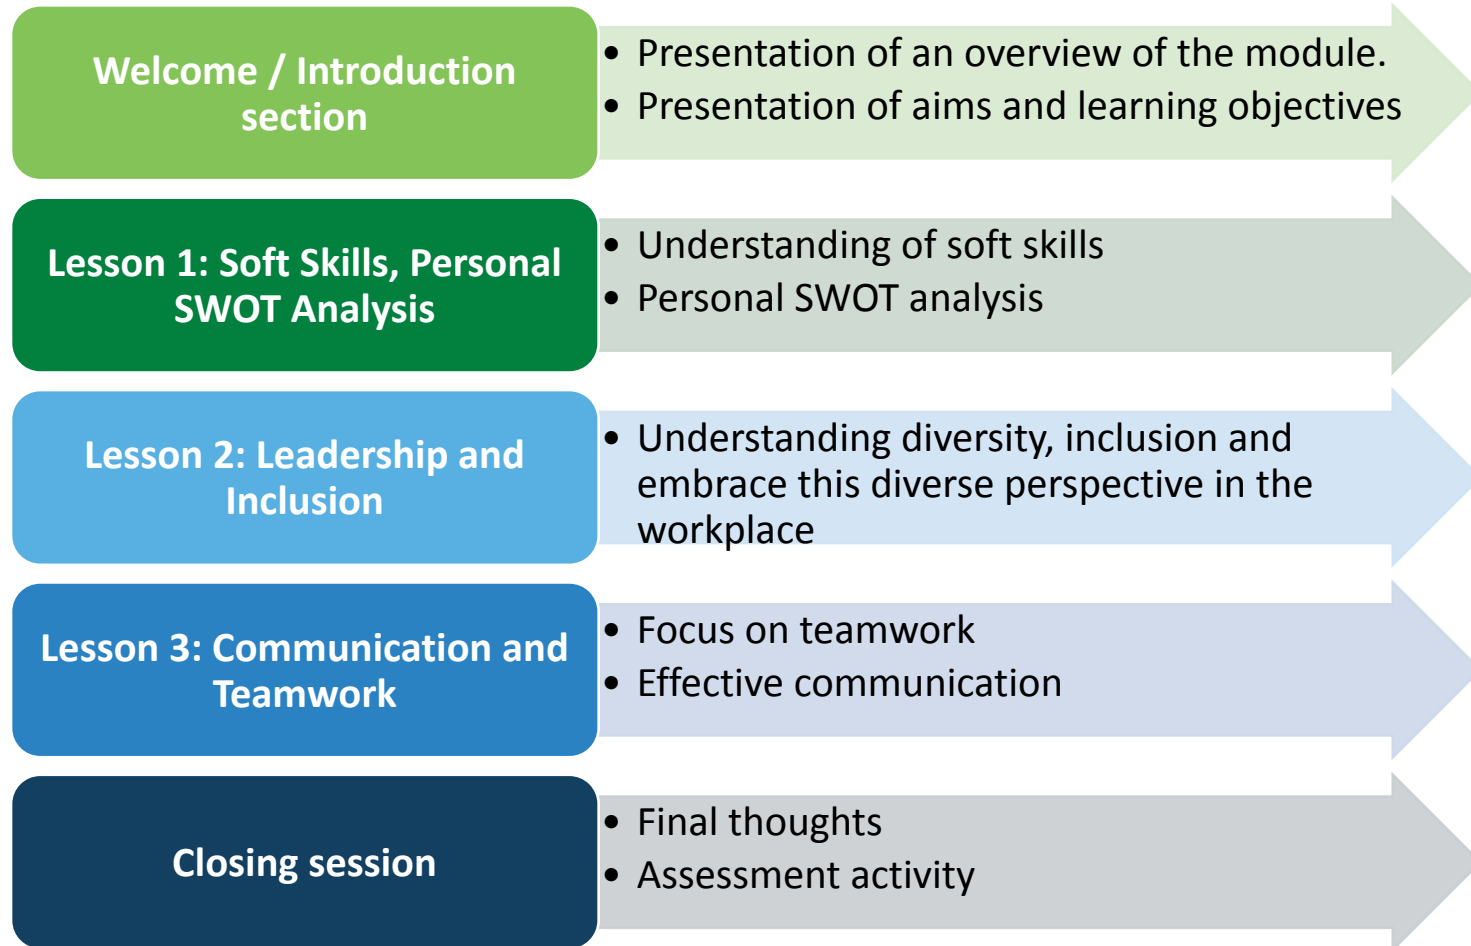 Welcome / Introduction
section
• Presentation of an overview of the module.
• Presentation of aims and learning objectives
Lesson 1: Soft Skills, Personal
SWOT Analysis
• Understanding of soft skills
• Personal SWOT analysis
Lesson 2: Leadership and
Inclusion
• Understanding diversity, inclusion and
embrace this diverse perspective in the
workplace
Lesson 3: Communication and
Teamwork
• Focus on teamwork
• Effective communication
Closing session
• Final thoughts
• Assessment activity